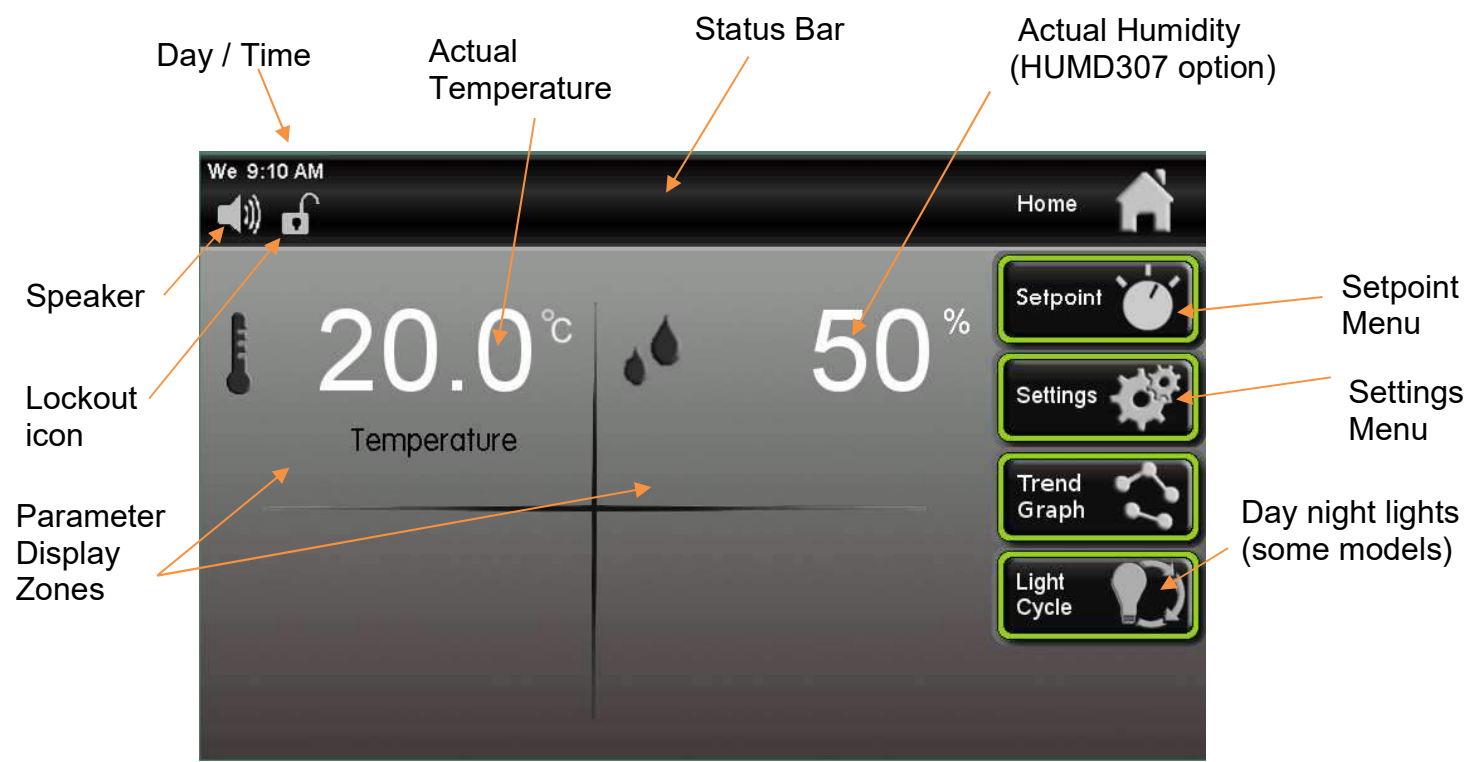 Status Bar
Actual Humidity
(HUMD307 option)
Day / Time
Actual
Temperature
We 9:10 AM
Home
Speaker
Setpoint
Setpoint
Menu
20.0 °C
50 %
Lockout
icon
Settings
Settings
Menu
Temperature
Parameter
Display
Zones
Trend
Graph
Day night lights
(some models)
Light
Cycle